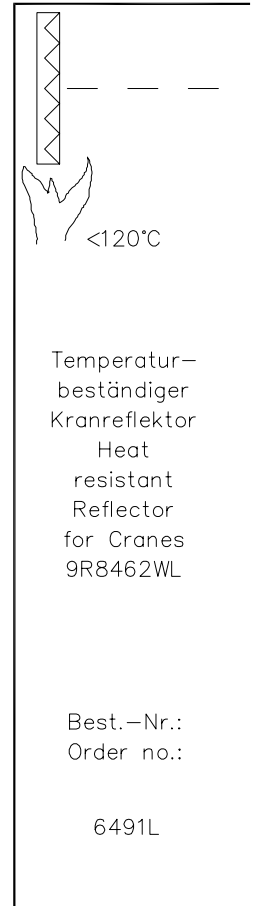 <120°C
Temperatur-
beständiger
Kranreflektor
Heat
resistant
Reflector
for Cranes
9R8462WL
Best.-Nr.:
Order no.:
6491L